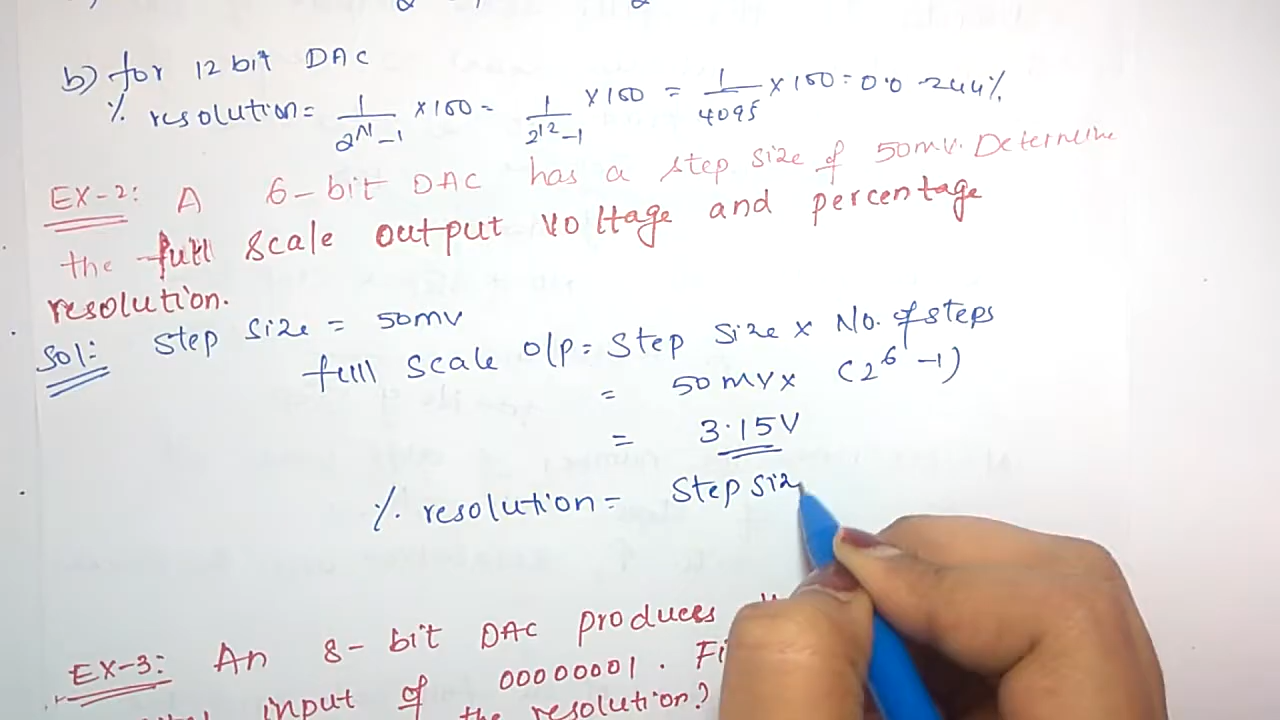 b) for 12 bit DAC
% resolution = 1/2^N-1 ×100 = 1/2^12-1 ×100 = 1/4095 ×100 = 0.0244%
EX-2: A 6-bit DAC has a step size of 50mV. Determine
the full scale output voltage and percentage
resolution.
Sol: Step size = 50mV
full scale o/p = Step size × No. of steps
= 50mV × (2^6 -1)
= 3.15V
% resolution = Step siz
EX-3: An 8-bit DAC produces
input of 00000001. Fi
the resolution?